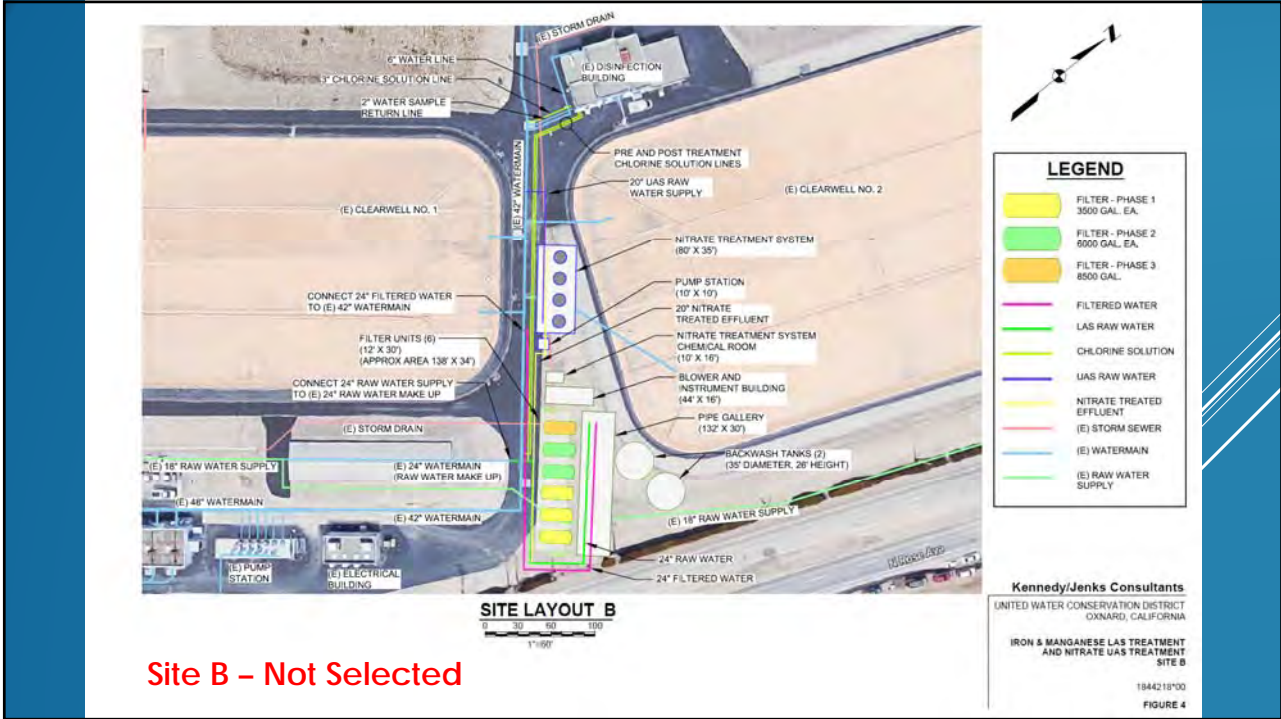 (E) STORM DRAIN
6" WATER LINE
3" CHLORINE SOLUTION LINE
2" WATER SAMPLE
RETURN LINE
(E) DISINFECTION
BUILDING
PRE AND POST TREATMENT
CHLORINE SOLUTION LINES
(E) 42" WATERMAIN
20" UAS RAW
WATER SUPPLY
(E) CLEARWELL NO. 1
(E) CLEARWELL NO. 2
NITRATE TREATMENT SYSTEM
(80' X 35')
PUMP STATION
(10' X 10')
20" NITRATE
TREATED EFFLUENT
NITRATE TREATMENT SYSTEM
CHEMICAL ROOM
(10' X 16')
BLOWER AND
INSTRUMENT BUILDING
(44' X 16')
PIPE GALLERY
(132' X 30')
BACKWASH TANKS (2)
(35' DIAMETER, 26' HEIGHT)
CONNECT 24" FILTERED WATER
TO (E) 42" WATERMAIN
FILTER UNITS (6)
(12' X 30')
(APPROX AREA 138' X 34')
CONNECT 24" RAW WATER SUPPLY
TO (E) 24" RAW WATER MAKE UP
(E) STORM DRAIN
(E) 18" RAW WATER SUPPLY
(E) 24" WATERMAIN
(RAW WATER MAKE UP)
(E) 48" WATERMAIN
(E) 42" WATERMAIN
(E) 18" RAW WATER SUPPLY
(E) PUMP
STATION
(E) ELECTRICAL
BUILDING
24" RAW WATER
24" FILTERED WATER
N Rose Ave
SITE LAYOUT B
0 30 60 100
1"=60'
Site B – Not Selected
LEGEND
FILTER - PHASE 1
3500 GAL. EA.
FILTER - PHASE 2
6000 GAL. EA.
FILTER - PHASE 3
8500 GAL.
FILTERED WATER
LAS RAW WATER
CHLORINE SOLUTION
UAS RAW WATER
NITRATE TREATED
EFFLUENT
(E) STORM SEWER
(E) WATERMAIN
(E) RAW WATER
SUPPLY
Kennedy/Jenks Consultants
UNITED WATER CONSERVATION DISTRICT
OXNARD, CALIFORNIA
IRON & MANGANESE LAS TREATMENT
AND NITRATE UAS TREATMENT
SITE B
1844218*00
FIGURE 4